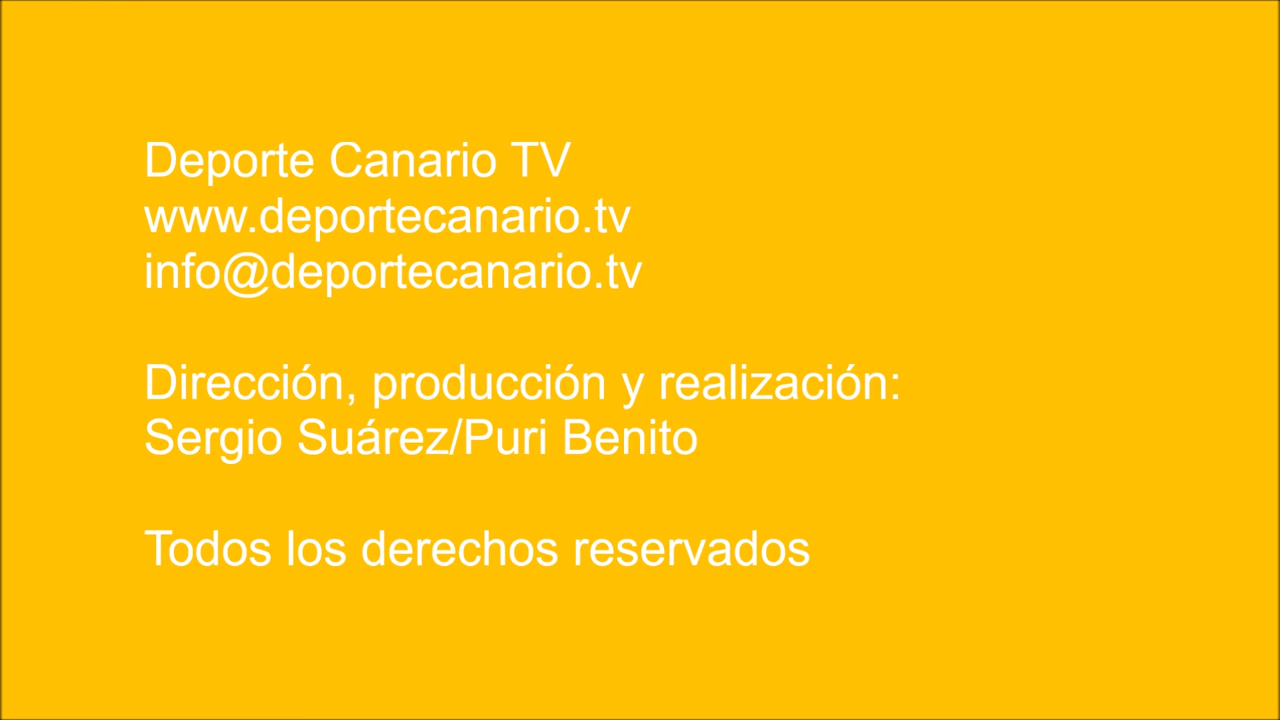 Deporte Canario TV
www.deportecanario.tv
info@deportecanario.tv
Dirección, producción y realización:
Sergio Suárez/Puri Benito
Todos los derechos reservados